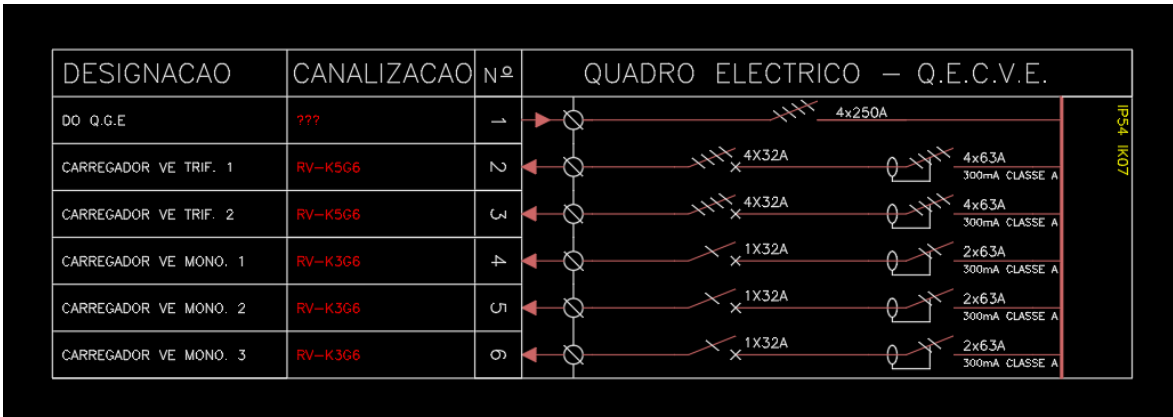 DESIGNACAO CANALIZACAO Nº QUADRO ELECTRICO – Q.E.C.V.E.
DO Q.G.E ??? 1 4x250A
CARREGADOR VE TRIF. 1 RV-K5G6 2 4X32A 4x63A
300mA CLASSE A
CARREGADOR VE TRIF. 2 RV-K5G6 3 4X32A 4x63A
300mA CLASSE A
CARREGADOR VE MONO. 1 RV-K3G6 4 1X32A 2x63A
300mA CLASSE A
CARREGADOR VE MONO. 2 RV-K3G6 5 1X32A 2x63A
300mA CLASSE A
CARREGADOR VE MONO. 3 RV-K3G6 6 1X32A 2x63A
300mA CLASSE A
IP54 IK07